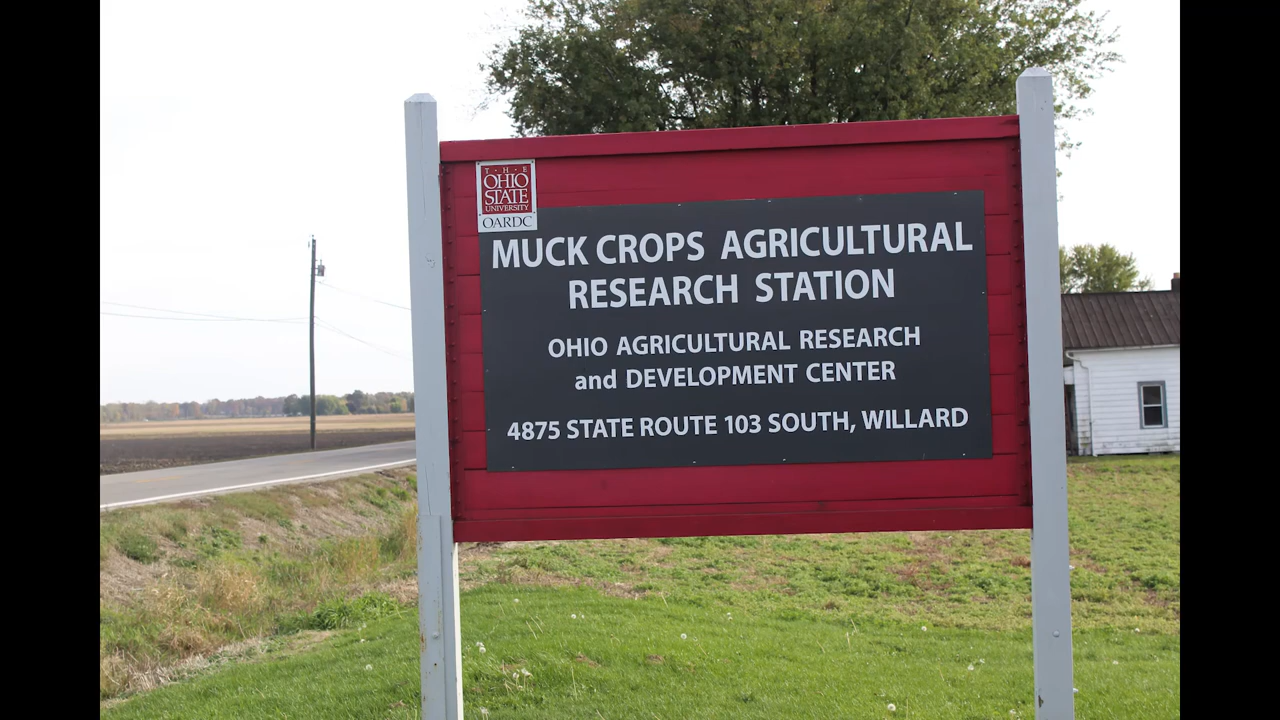 T·H·E
OHIO
STATE
UNIVERSITY
OARDC
MUCK CROPS AGRICULTURAL
RESEARCH STATION
OHIO AGRICULTURAL RESEARCH
and DEVELOPMENT CENTER
4875 STATE ROUTE 103 SOUTH, WILLARD